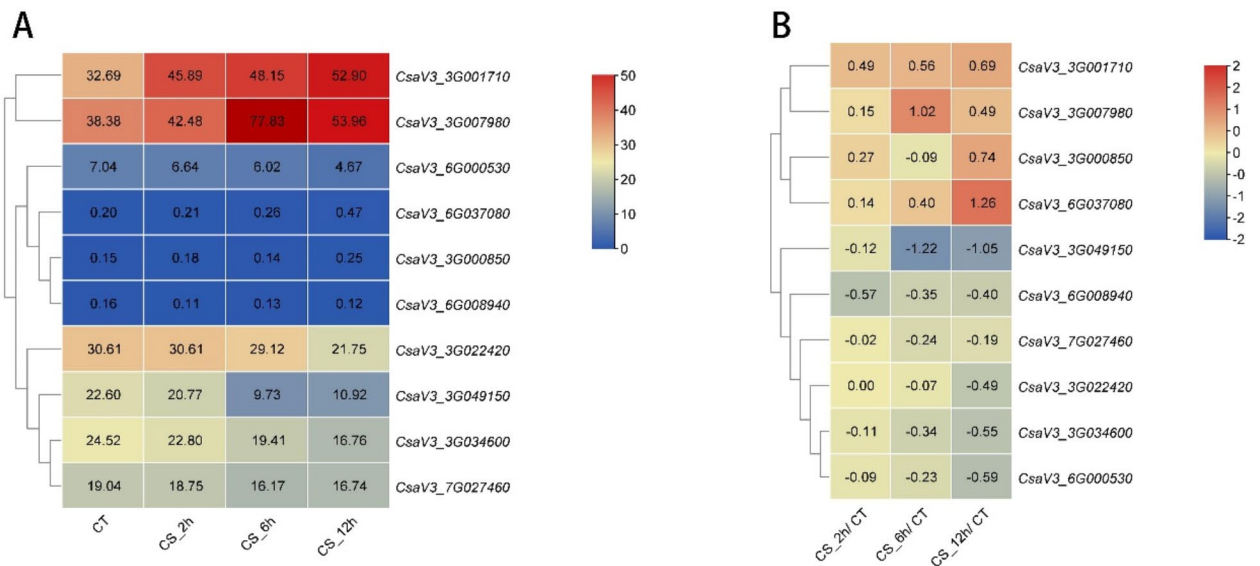 A
32.69 45.89 48.15 52.90 CsaV3_3G001710
38.38 42.48 77.83 53.96 CsaV3_3G007980
7.04 6.64 6.02 4.67 CsaV3_6G000530
0.20 0.21 0.26 0.47 CsaV3_6G037080
0.15 0.18 0.14 0.25 CsaV3_3G000850
0.16 0.11 0.13 0.12 CsaV3_6G008940
30.61 30.61 29.12 21.75 CsaV3_3G022420
22.60 20.77 9.73 10.92 CsaV3_3G049150
24.52 22.80 19.41 16.76 CsaV3_3G034600
19.04 18.75 16.17 16.74 CsaV3_7G027460
CT CS_2h CS_6h CS_12h
50
40
30
20
10
0
B
0.49 0.56 0.69 CsaV3_3G001710
0.15 1.02 0.49 CsaV3_3G007980
0.27 -0.09 0.74 CsaV3_3G000850
0.14 0.40 1.26 CsaV3_6G037080
-0.12 -1.22 -1.05 CsaV3_3G049150
-0.57 -0.35 -0.40 CsaV3_6G008940
-0.02 -0.24 -0.19 CsaV3_7G027460
0.00 -0.07 -0.49 CsaV3_3G022420
-0.11 -0.34 -0.55 CsaV3_3G034600
-0.09 -0.23 -0.59 CsaV3_6G000530
CS_2h/ CT CS_6h/ CT CS_12h/ CT
2
2
1
0
0
-0
-1
-2
-2